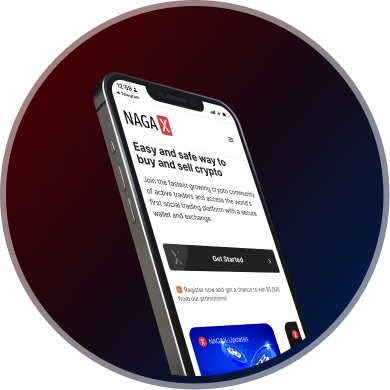 12:59
Telegram
NAGA X
Easy and safe way to
buy and sell crypto
Join the fastest growing crypto community
of active traders and access the world's
first social trading platform with a secure
wallet and exchange
Get Started
Register now and get a chance to win $5,000
from our promotions!
NAGAX Updates